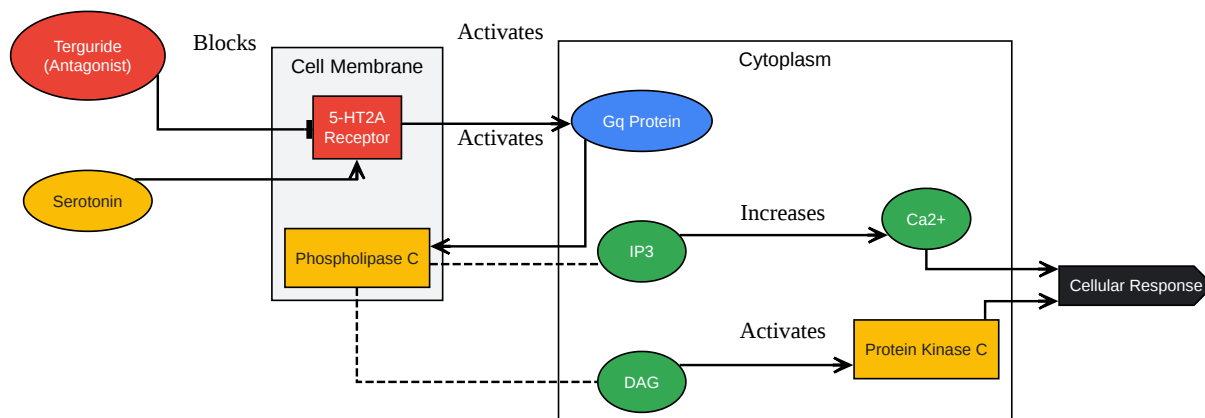 Terguride
(Antagonist)
Blocks
Activates
Cell Membrane
Cytoplasm
5-HT2A
Receptor
Activates
Gq Protein
Serotonin
Increases
Ca2+
Phospholipase C
IP3
Cellular Response
Activates
Protein Kinase C
DAG